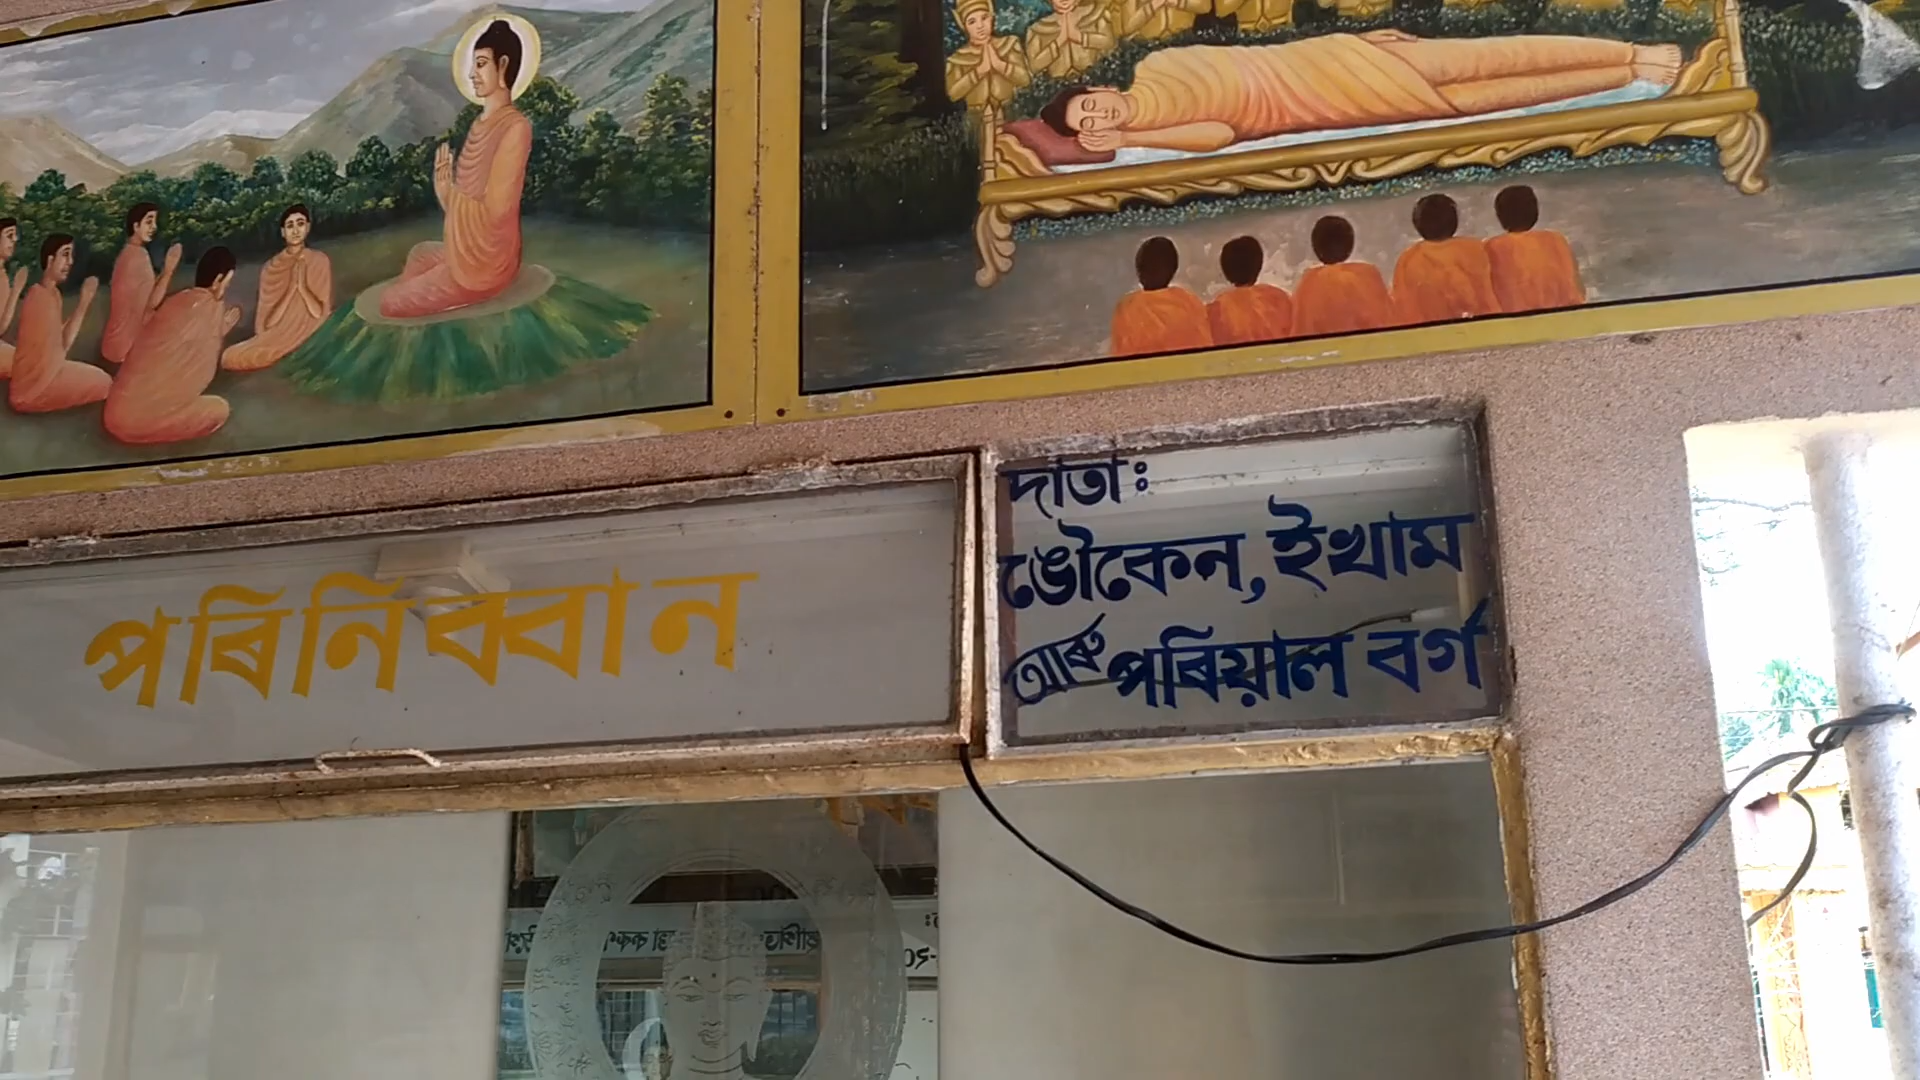 পৰিনিব্বান
দাতা ঃ
ঙৌকেন, ইখাম
আৰু পৰিয়াল বৰ্গ